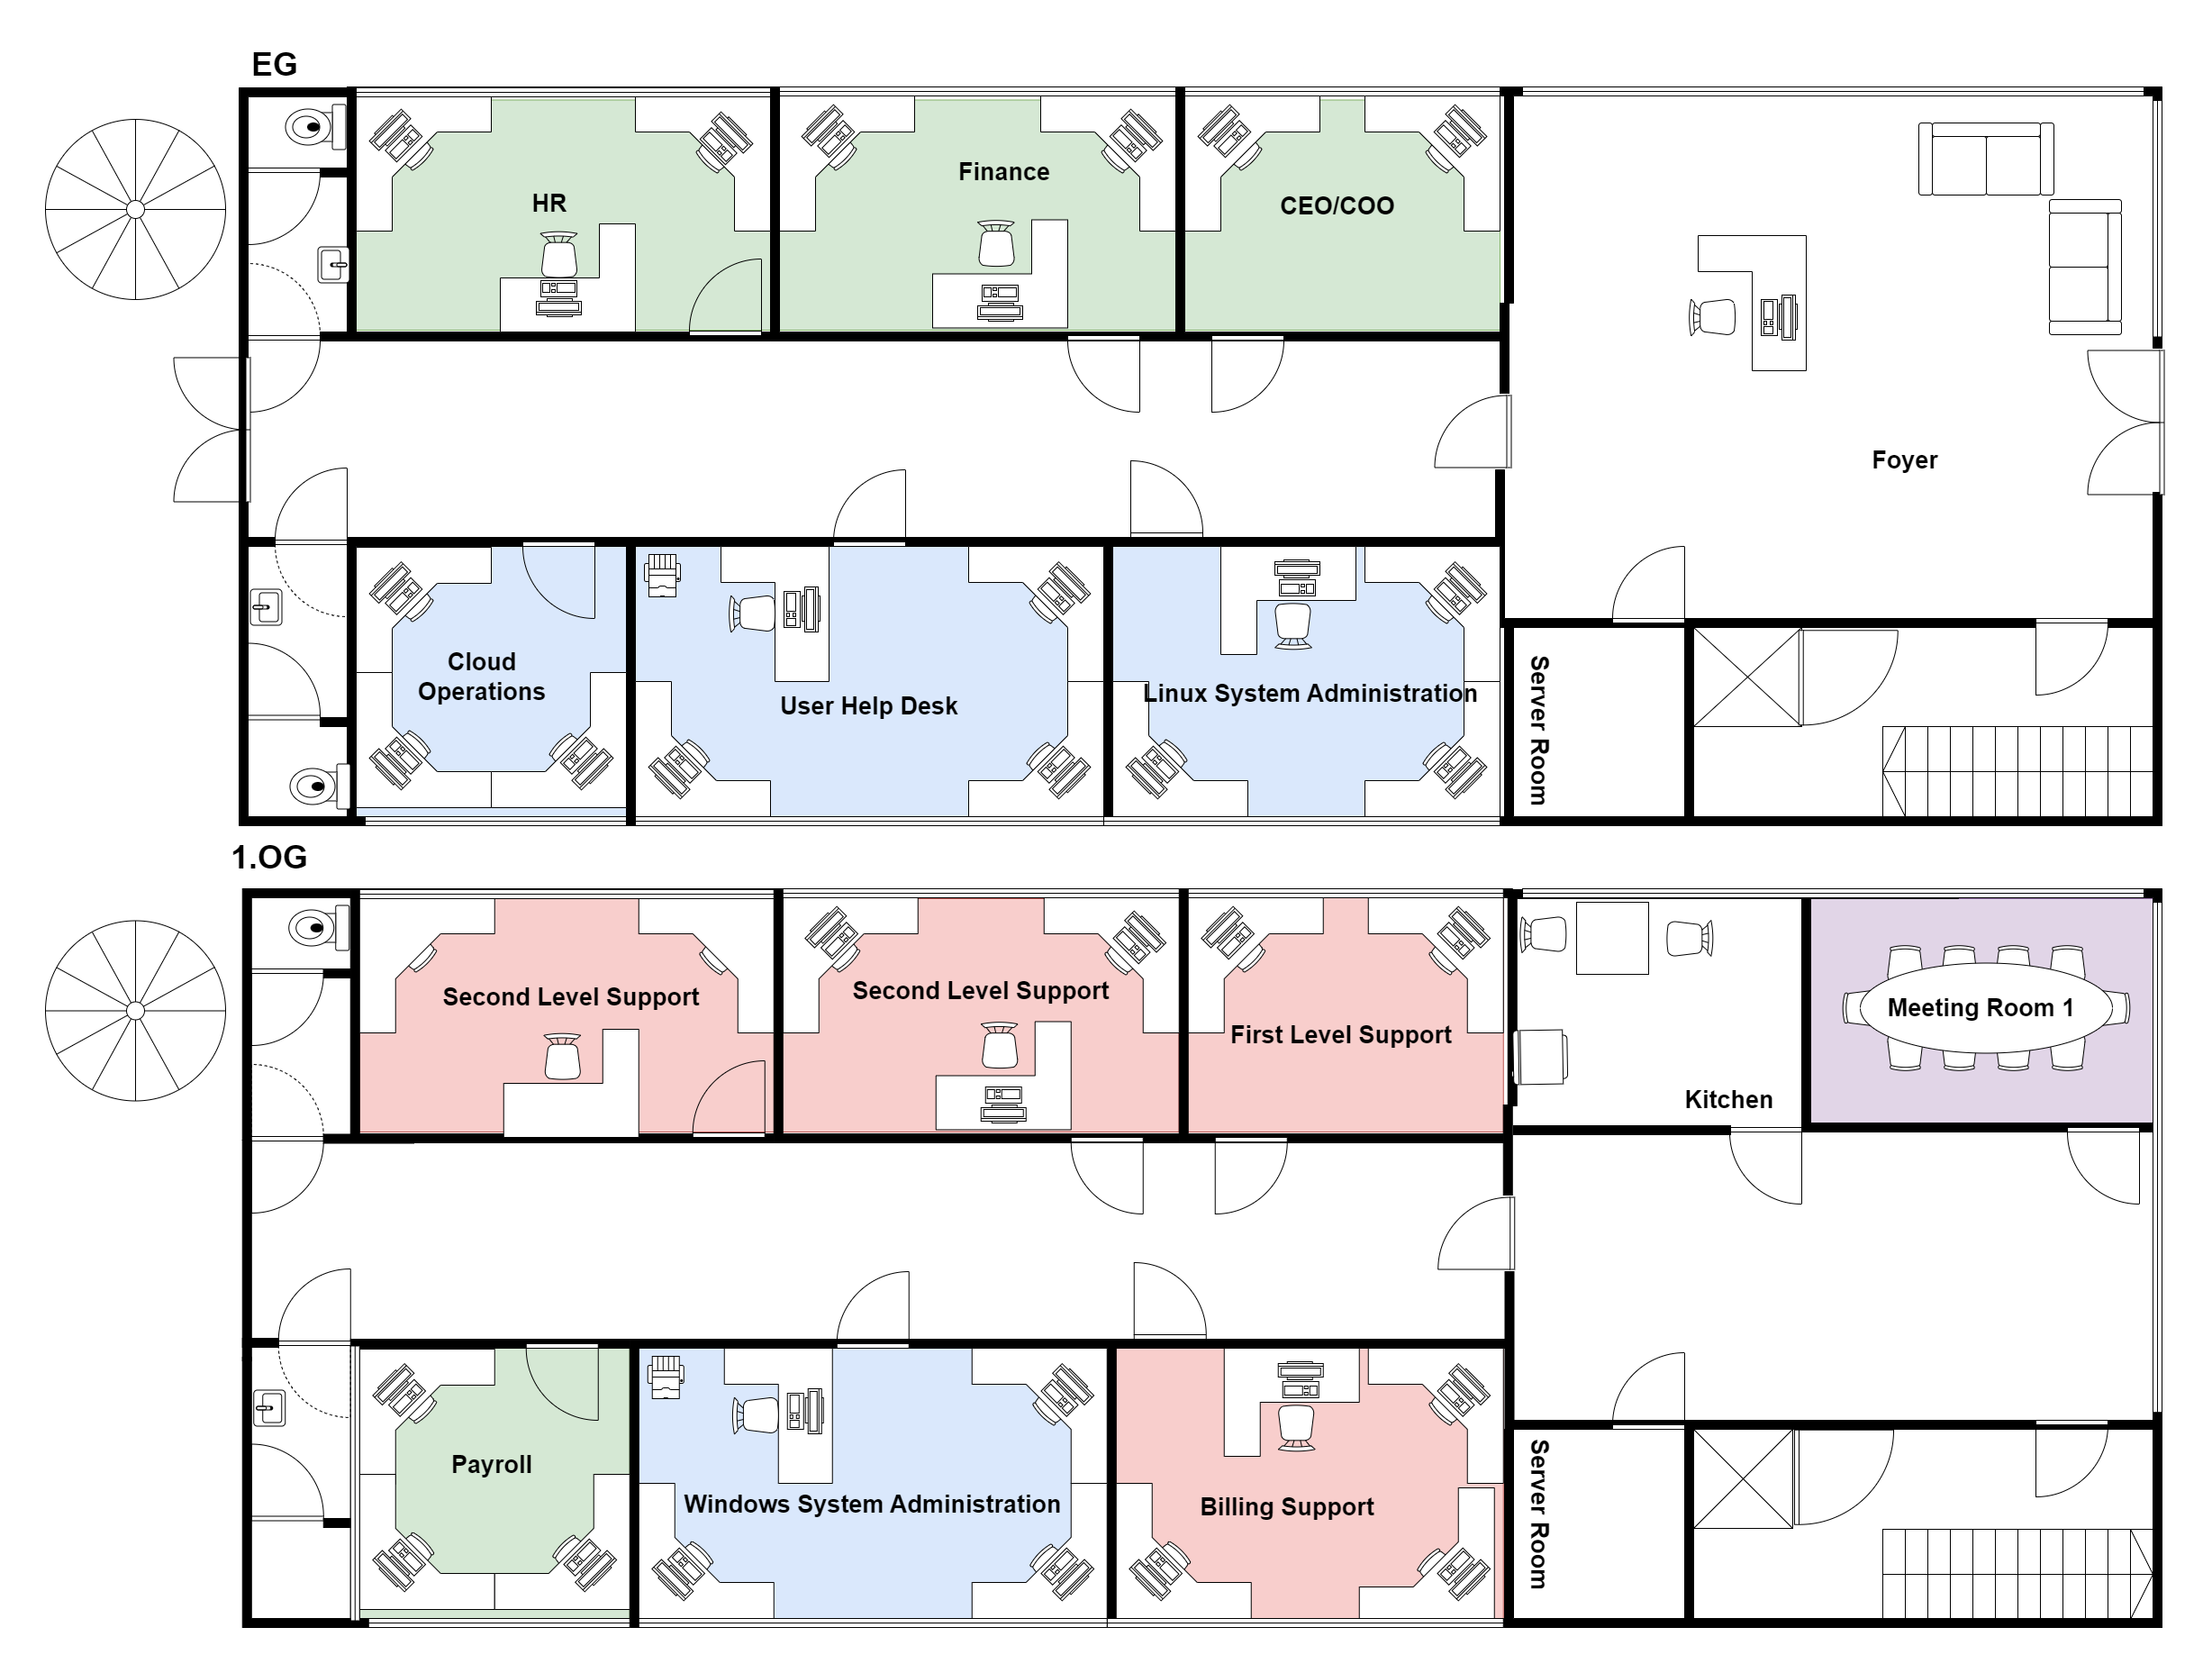 EG
HR
Finance
CEO/COO
Foyer
Cloud
Operations
User Help Desk
Linux System Administration
Server Room
1.OG
Second Level Support
Second Level Support
First Level Support
Kitchen
Meeting Room 1
Payroll
Windows System Administration
Billing Support
Server Room